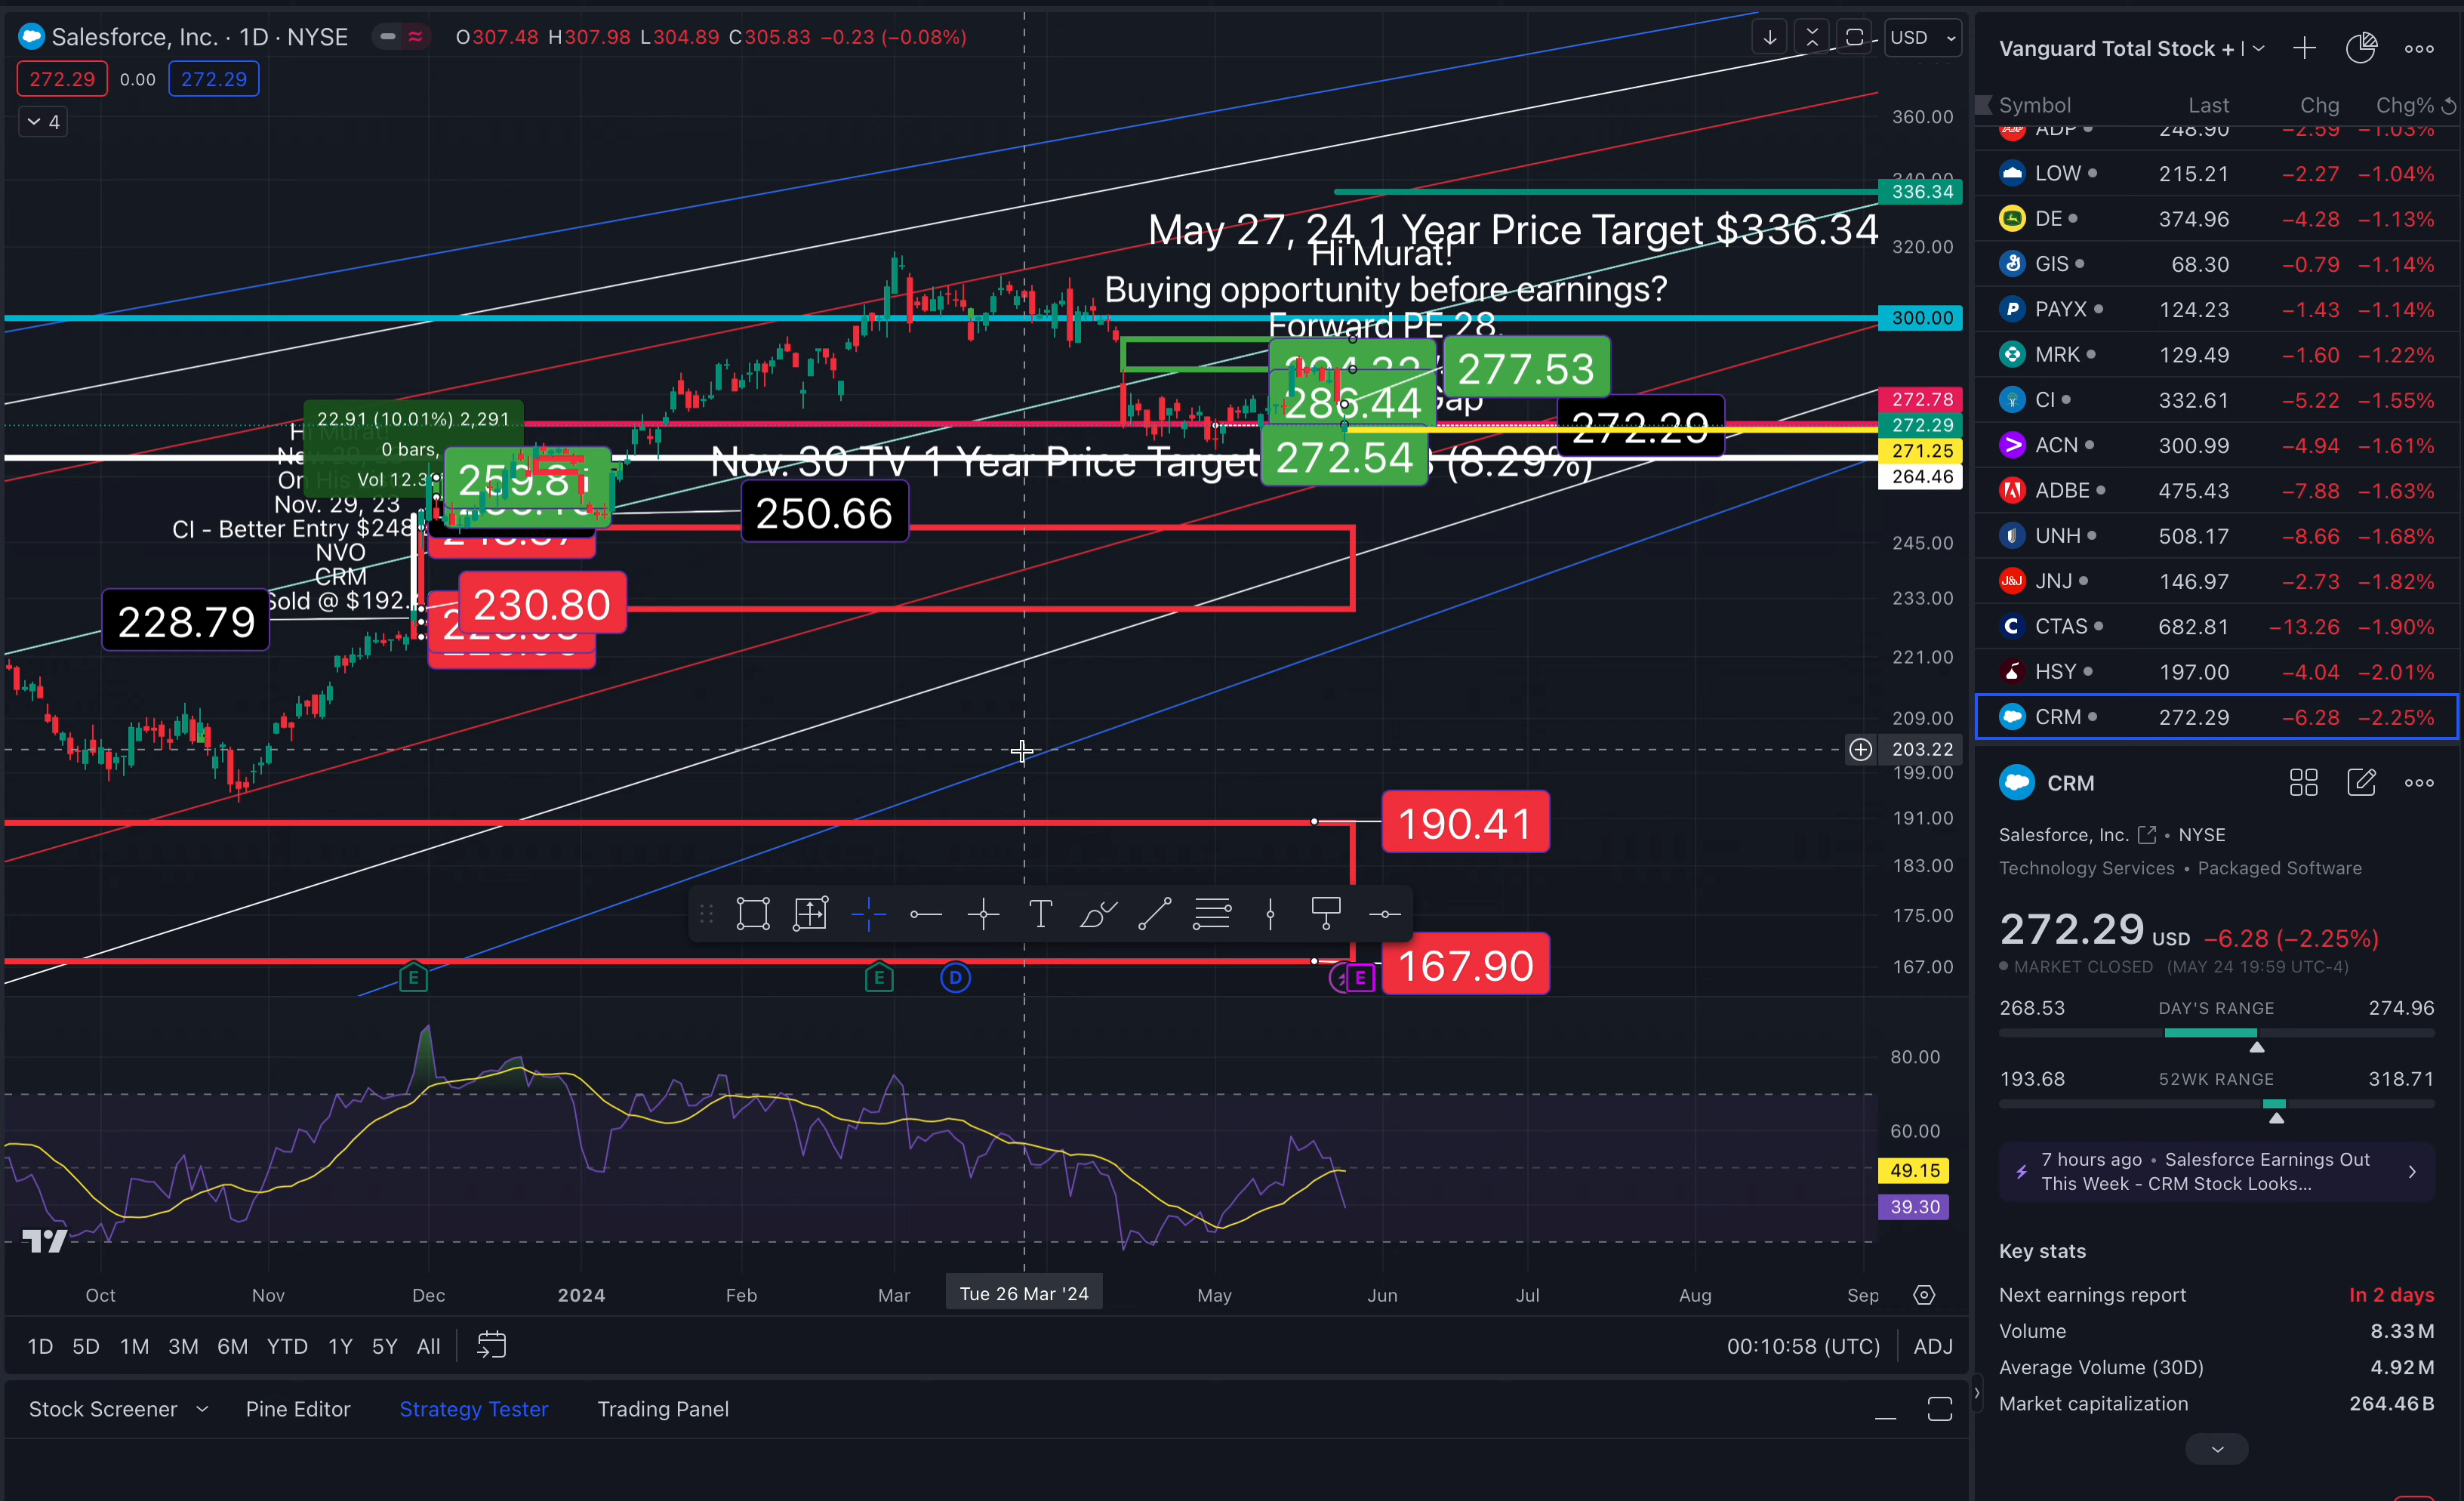 Salesforce, Inc. · 1D · NYSE
O307.48 H307.98 L304.89 C305.83 −0.23 (−0.08%)
272.29 0.00 272.29
4
USD
360.00
340.00
336.34
320.00
300.00
272.78
272.29
271.25
264.46
245.00
233.00
221.00
209.00
203.22
199.00
191.00
183.00
175.00
167.00
May 27, 24 1 Year Price Target $336.34
Hi Murat!
Buying opportunity before earnings?
Forward PE 28.
277.53
286.44
Gap
272.29
272.54
Nov. 30 TV 1 Year Price Target (8.29%)
22.91 (10.01%) 2,291
0 bars,
Vol 12.3
Nov. 29, 23
CI - Better Entry $248
NVO
CRM
Sold @ $192.
250.66
228.79
230.80
190.41
167.90
E
E
D
E
80.00
60.00
49.15
39.30
Oct Nov Dec 2024 Feb Mar Tue 26 Mar '24 May Jun Jul Aug Sep
1D 5D 1M 3M 6M YTD 1Y 5Y All
00:10:58 (UTC) ADJ
Stock Screener Pine Editor Strategy Tester Trading Panel
Vanguard Total Stock +
Symbol Last Chg Chg%
ADP 248.90 −2.59 −1.03%
LOW 215.21 −2.27 −1.04%
DE 374.96 −4.28 −1.13%
GIS 68.30 −0.79 −1.14%
PAYX 124.23 −1.43 −1.14%
MRK 129.49 −1.60 −1.22%
CI 332.61 −5.22 −1.55%
ACN 300.99 −4.94 −1.61%
ADBE 475.43 −7.88 −1.63%
UNH 508.17 −8.66 −1.68%
JNJ 146.97 −2.73 −1.82%
CTAS 682.81 −13.26 −1.90%
HSY 197.00 −4.04 −2.01%
CRM 272.29 −6.28 −2.25%
CRM
Salesforce, Inc. • NYSE
Technology Services • Packaged Software
272.29 USD −6.28 (−2.25%)
MARKET CLOSED (MAY 24 19:59 UTC-4)
268.53 DAY'S RANGE 274.96
193.68 52WK RANGE 318.71
7 hours ago • Salesforce Earnings Out
This Week - CRM Stock Looks...
Key stats
Next earnings report In 2 days
Volume 8.33M
Average Volume (30D) 4.92M
Market capitalization 264.46B